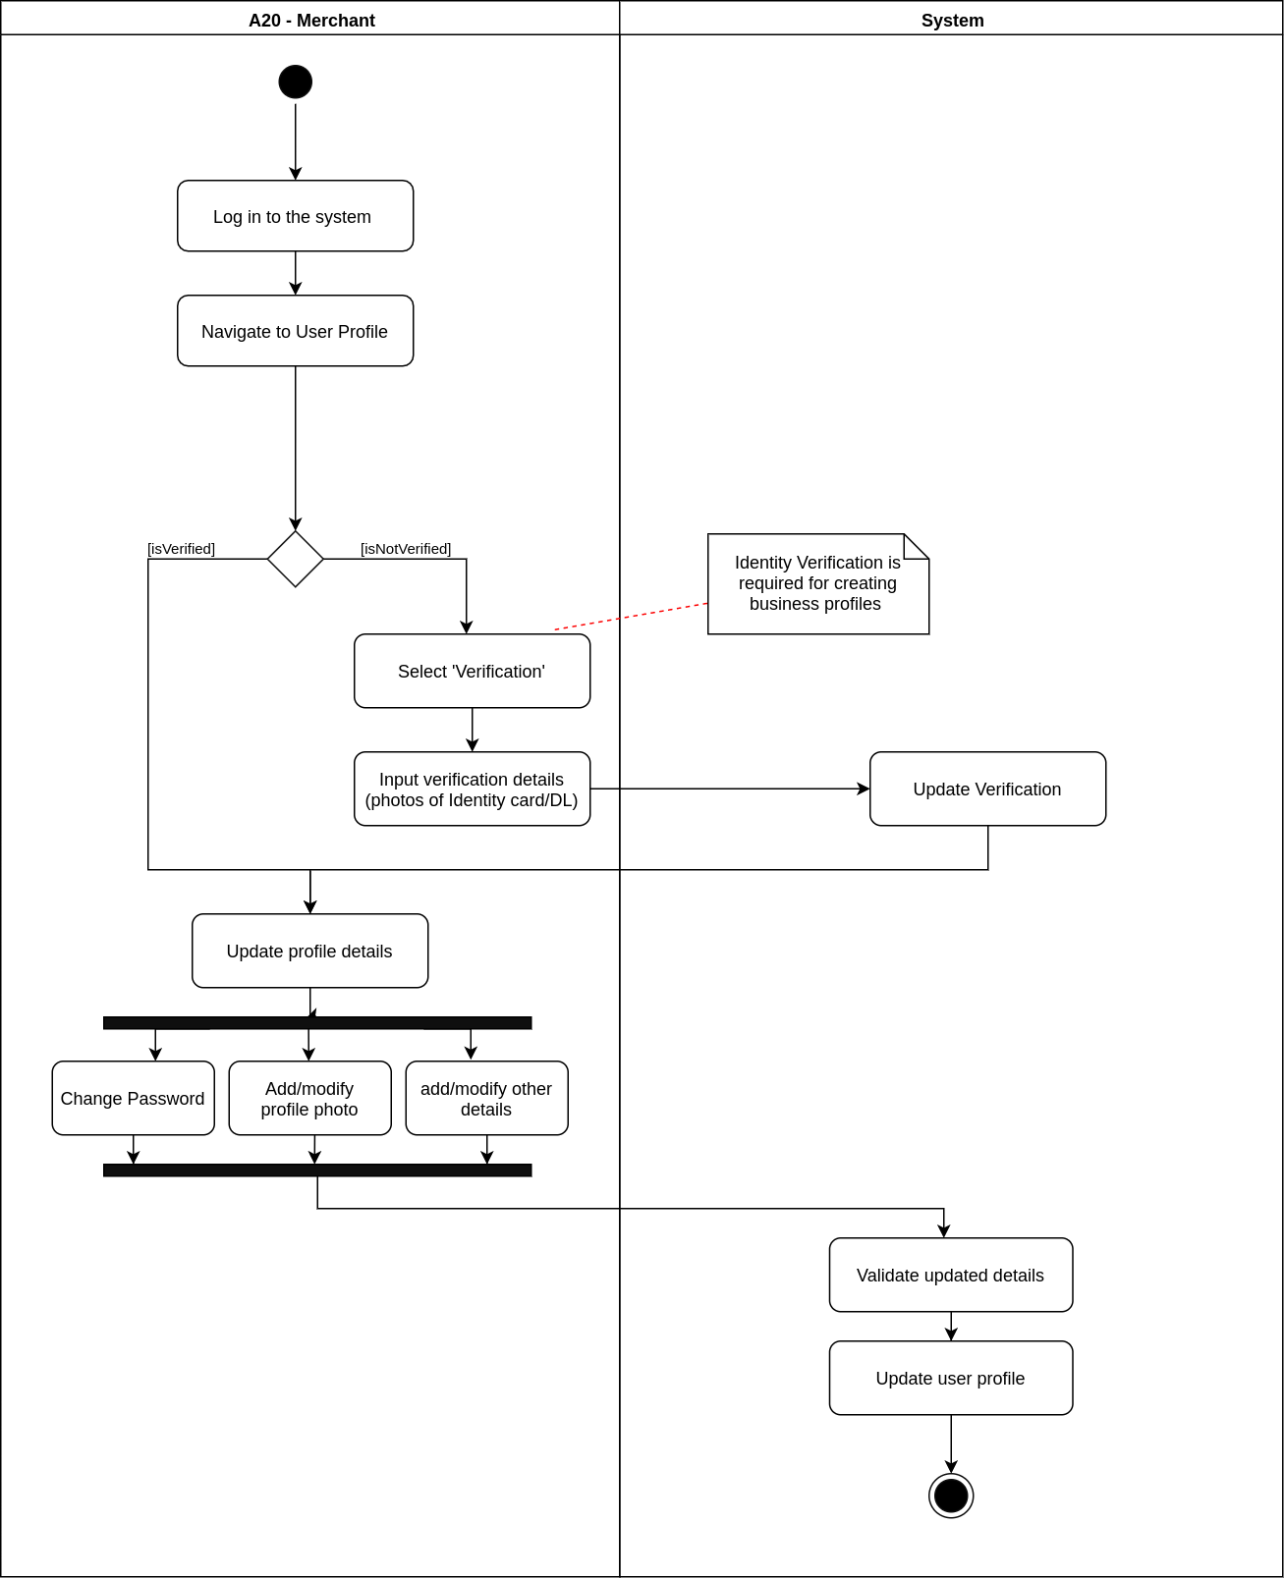 A20 - Merchant
System
Log in to the system
Navigate to User Profile
[isVerified]
[isNotVerified]
Identity Verification is
required for creating
business profiles
Select 'Verification'
Input verification details
(photos of Identity card/DL)
Update Verification
Update profile details
Change Password
Add/modify
profile photo
add/modify other
details
Validate updated details
Update user profile